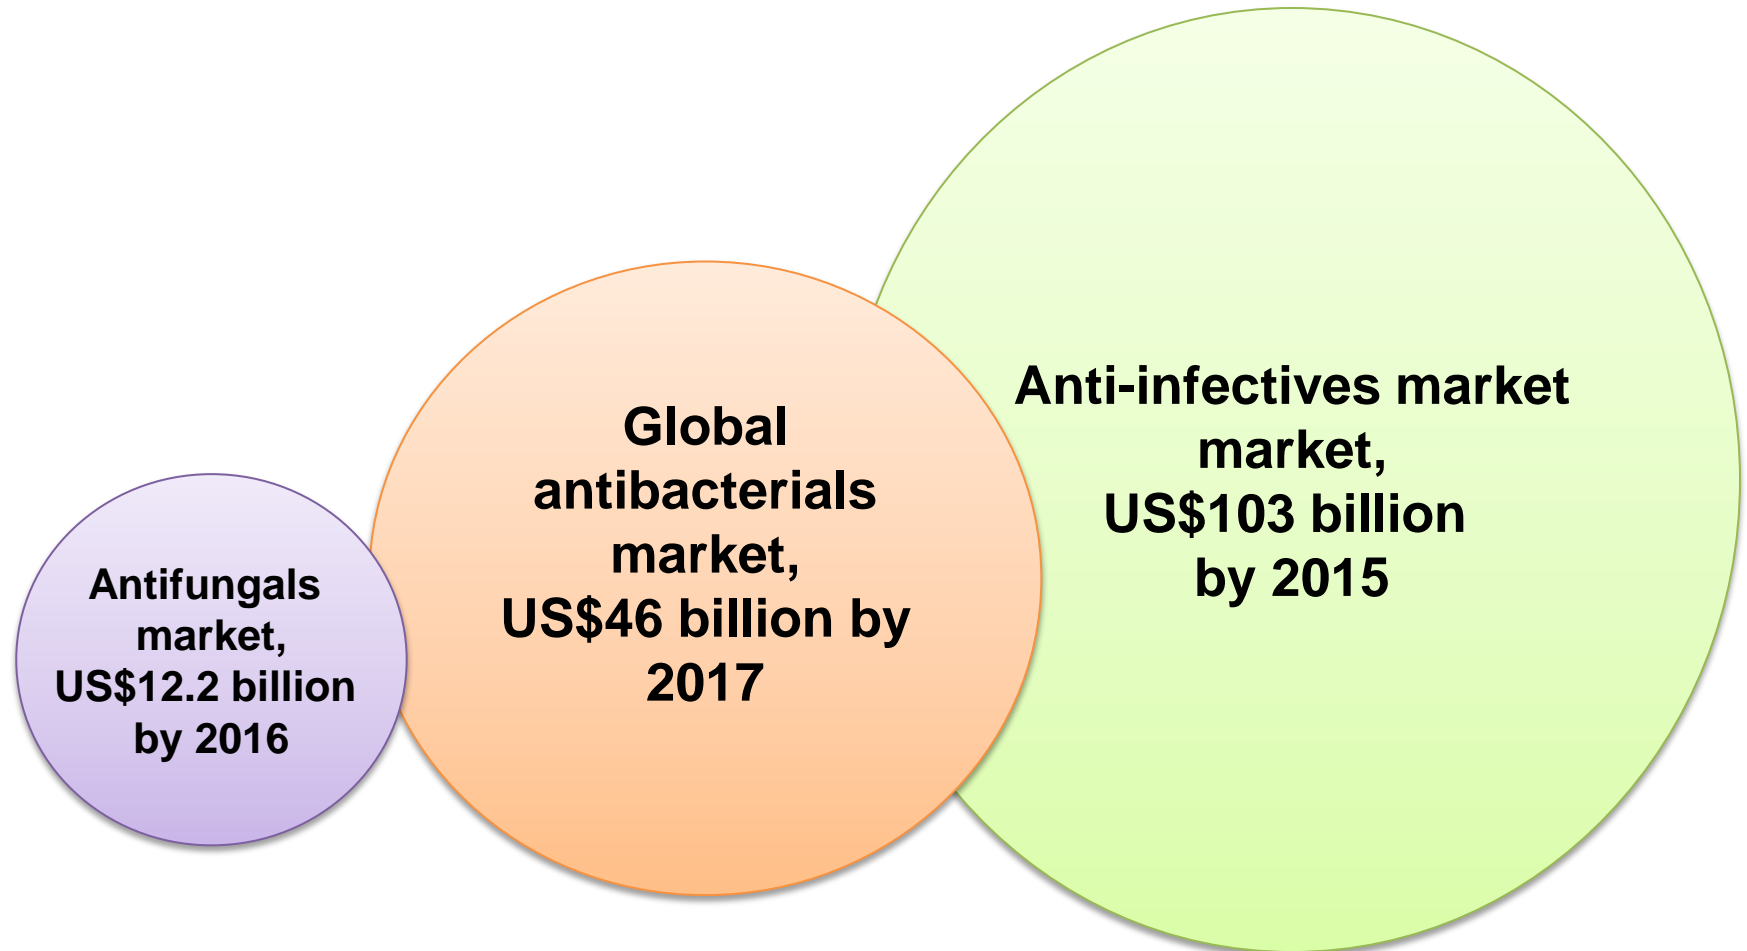 Antifungals
market,
US$12.2 billion
by 2016
Global
antibacterials
market,
US$46 billion by
2017
Anti-infectives market
market,
US$103 billion
by 2015